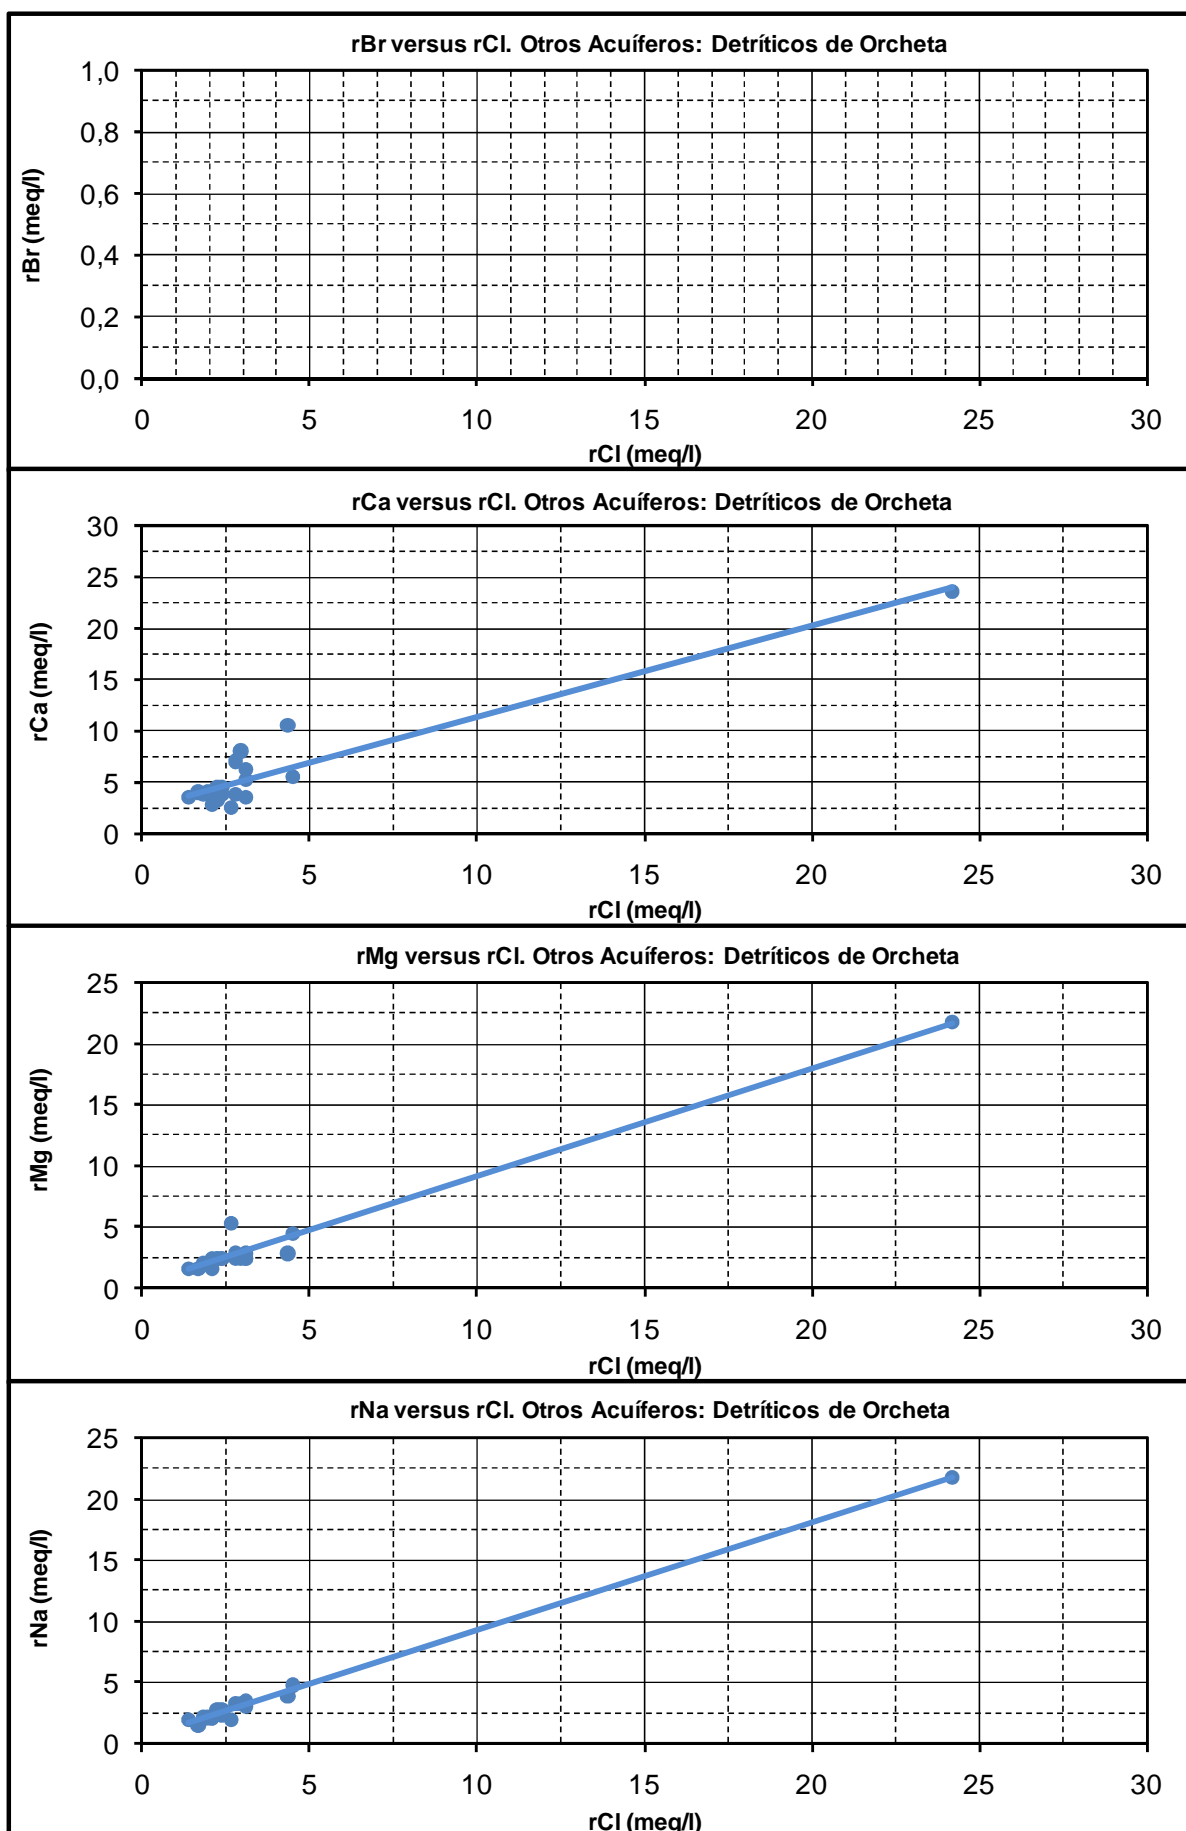 rBr versus rCl. Otros Acuíferos: Detríticos de Orcheta
1,0
0,8
0,6
0,4
0,2
0,0
rBr (meq/l)
0 5 10 15 20 25 30
rCl (meq/l)
rCa versus rCl. Otros Acuíferos: Detríticos de Orcheta
30
25
20
15
10
5
0
rCa (meq/l)
0 5 10 15 20 25 30
rCl (meq/l)
rMg versus rCl. Otros Acuíferos: Detríticos de Orcheta
25
20
15
10
5
0
rMg (meq/l)
0 5 10 15 20 25 30
rCl (meq/l)
rNa versus rCl. Otros Acuíferos: Detríticos de Orcheta
25
20
15
10
5
0
rNa (meq/l)
0 5 10 15 20 25 30
rCl (meq/l)